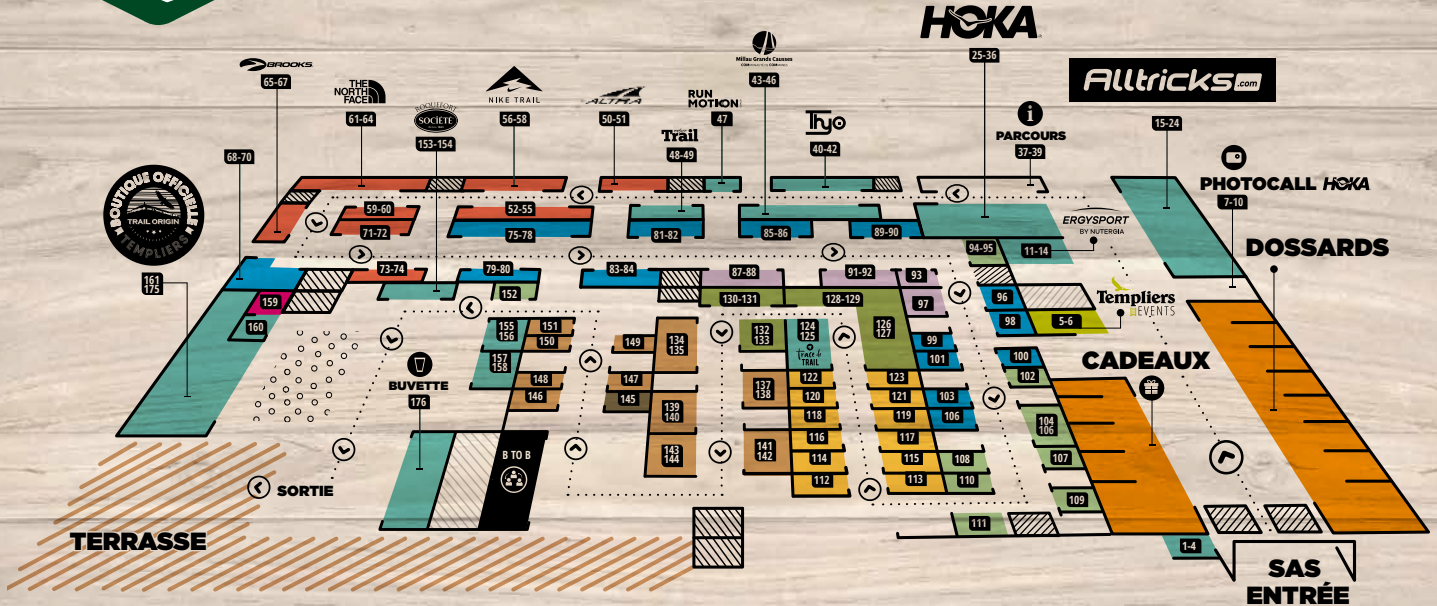 HOKA
25-36
Alltricks.com
15-24
BROOKS
65-67
THE
NORTH
FACE
61-64
ROQUEFORT
SOCIÉTÉ
153-154
NIKE TRAIL
56-58
ALTRA
50-51
Trail
48-49
RUN
MOTION
47
Millau Grands Causses
43-46
Thyo
40-42
i
PARCOURS
37-39
PHOTOCALL HOKA
7-10
DOSSARDS
68-70
BOUTIQUE OFFICIELLE
TRAIL ORIGIN
TEMPLIERS
161
175
59-60
71-72
52-55
75-78
81-82
85-86
89-90
ERGYSPORT
BY NUTERGIA
94-95
11-14
73-74
79-80
83-84
87-88
91-92
93
159
160
152
130-131
128-129
97
96
98
5-6
Templiers
EVENTS
155
156
151
150
149
134
135
132
133
124
125
trace de
TRAIL
126
127
99
101
100
102
157
158
148
146
147
145
137
138
122
120
118
123
121
119
103
106
CADEAUX
BUVETTE
176
139
140
143
144
141
142
116
114
112
117
115
113
108
110
104
106
107
109
B TO B
SORTIE
TERRASSE
111
1-4
SAS
ENTRÉE